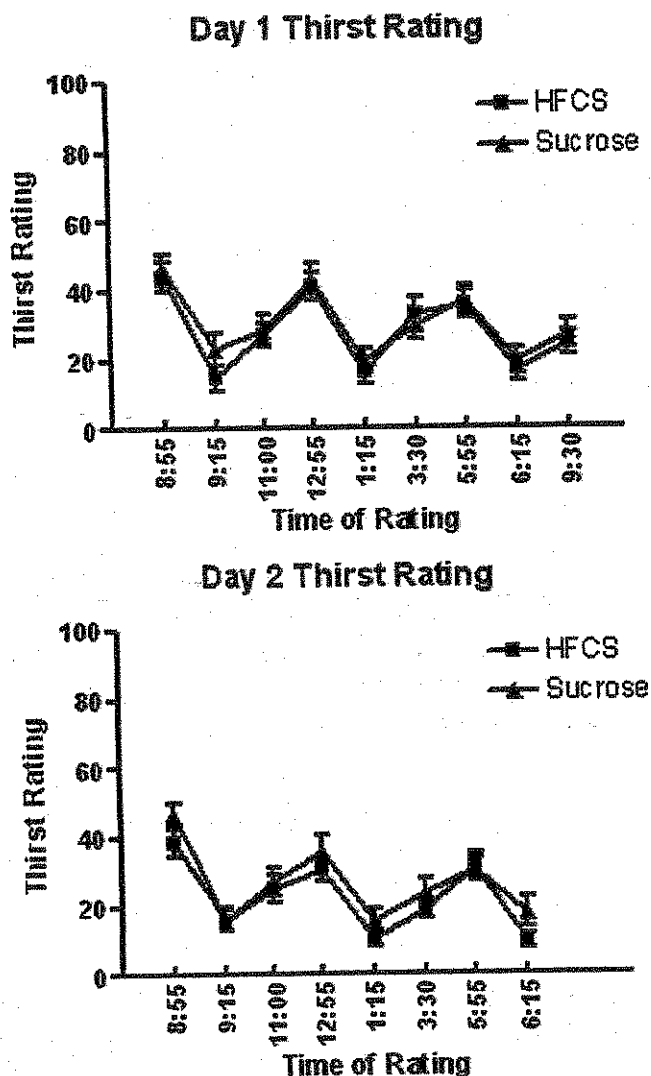 Day 1 Thirst Rating
100
80
60
40
20
0
Thirst Rating
HFCS
Sucrose
8:55
9:15
11:00
12:55
1:15
3:30
5:55
6:15
9:30
Time of Rating
Day 2 Thirst Rating
100
80
60
40
20
0
Thirst Rating
HFCS
Sucrose
8:55
9:15
11:00
12:55
1:15
3:30
5:55
6:15
Time of Rating